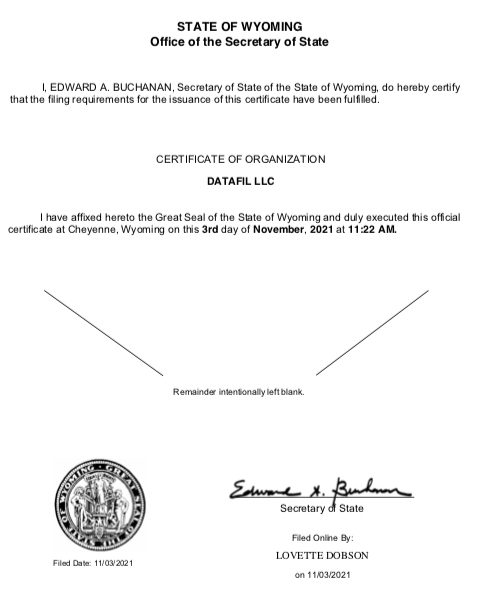 STATE OF WYOMING
Office of the Secretary of State
I, EDWARD A. BUCHANAN, Secretary of State of the State of Wyoming, do hereby certify
that the filing requirements for the issuance of this certificate have been fulfilled.
CERTIFICATE OF ORGANIZATION
DATAFIL LLC
I have affixed hereto the Great Seal of the State of Wyoming and duly executed this official
certificate at Cheyenne, Wyoming on this 3rd day of November, 2021 at 11:22 AM.
Remainder intentionally left blank.
GREAT SEAL OF THE STATE OF WYOMING
Filed Date: 11/03/2021
Edward A. Buchanan
Secretary of State
Filed Online By:
LOVETTE DOBSON
on 11/03/2021